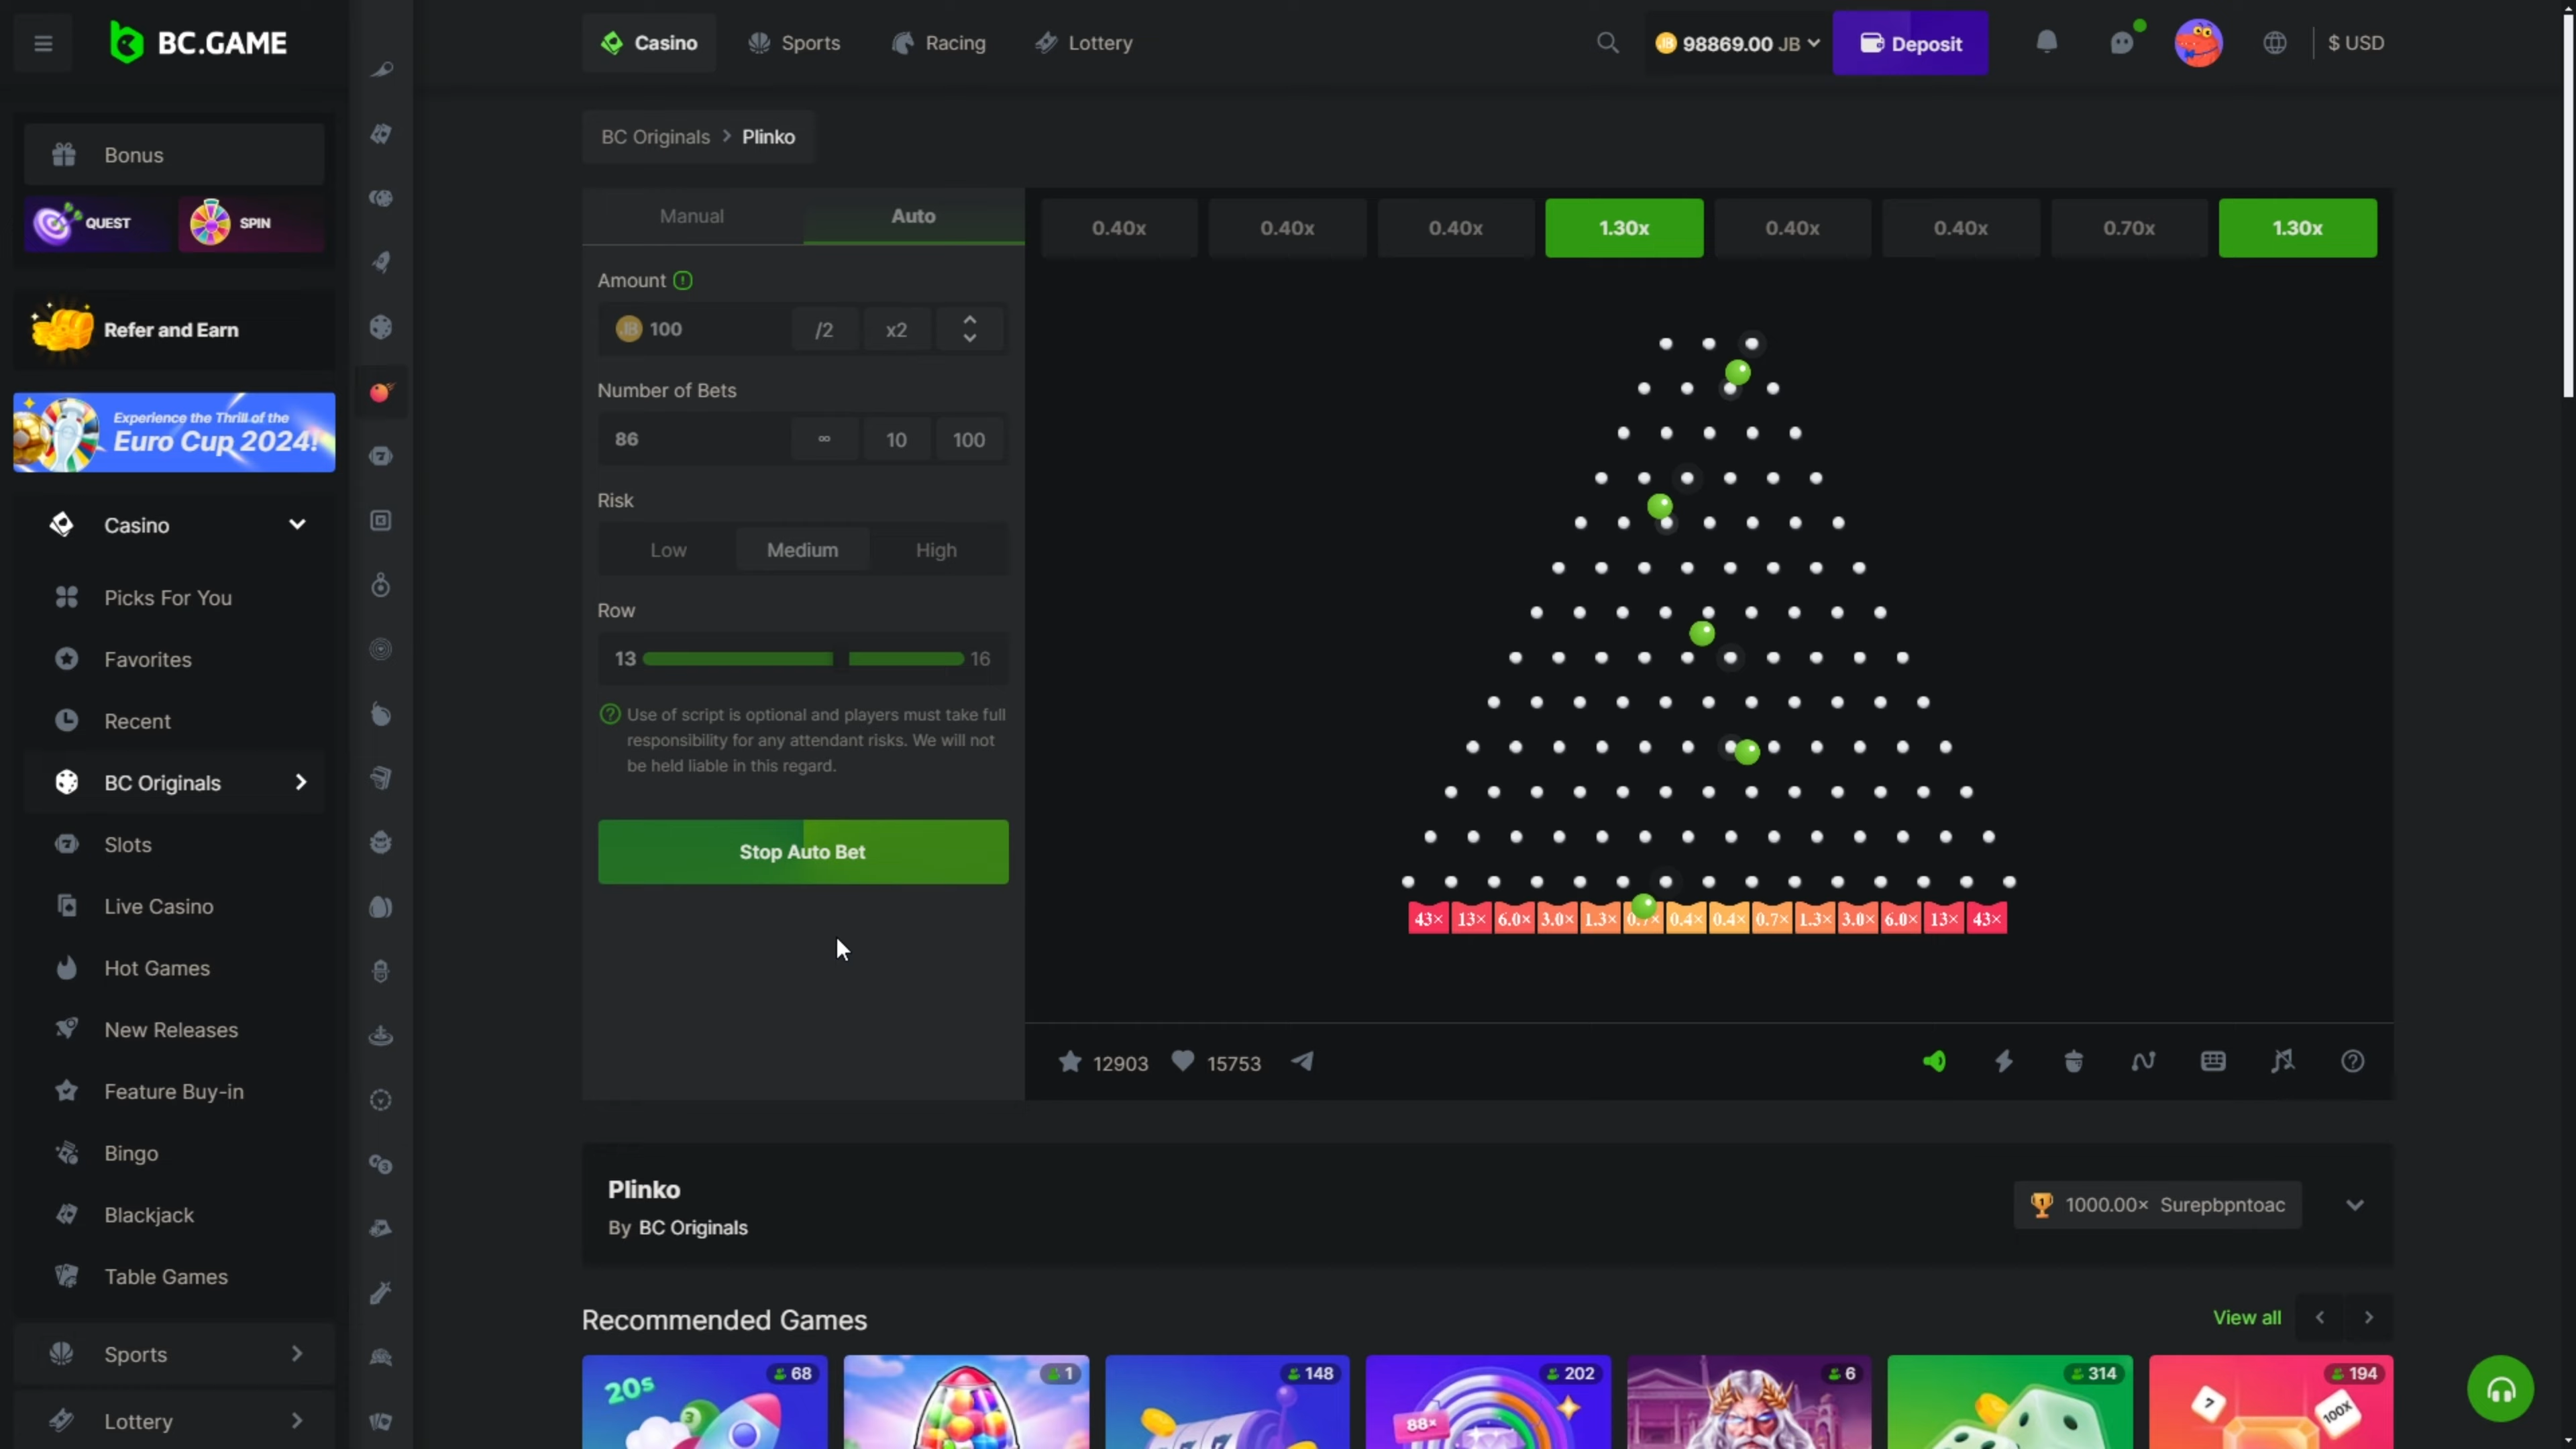 BC.GAME
Casino
Sports
Racing
Lottery
98869.00 JB
Deposit
$ USD
Bonus
QUEST
SPIN
Refer and Earn
Experience the Thrill of the
Euro Cup 2024!
Casino
Picks For You
Favorites
Recent
BC Originals
Slots
Live Casino
Hot Games
New Releases
Feature Buy-in
Bingo
Blackjack
Table Games
Sports
Lottery
BC Originals > Plinko
Manual
Auto
Amount
100
/2
x2
Number of Bets
86
∞
10
100
Risk
Low
Medium
High
Row
13
16
Use of script is optional and players must take full
responsibility for any attendant risks. We will not
be held liable in this regard.
Stop Auto Bet
0.40x
0.40x
0.40x
1.30x
0.40x
0.40x
0.70x
1.30x
43× 13× 6.0× 3.0× 1.3× 0.7× 0.4× 0.4× 0.7× 1.3× 3.0× 6.0× 13× 43×
12903
15753
Plinko
By BC Originals
1000.00× Surepbpntoac
Recommended Games
View all
20s
68
1
148
88×
202
6
314
7
100X
194